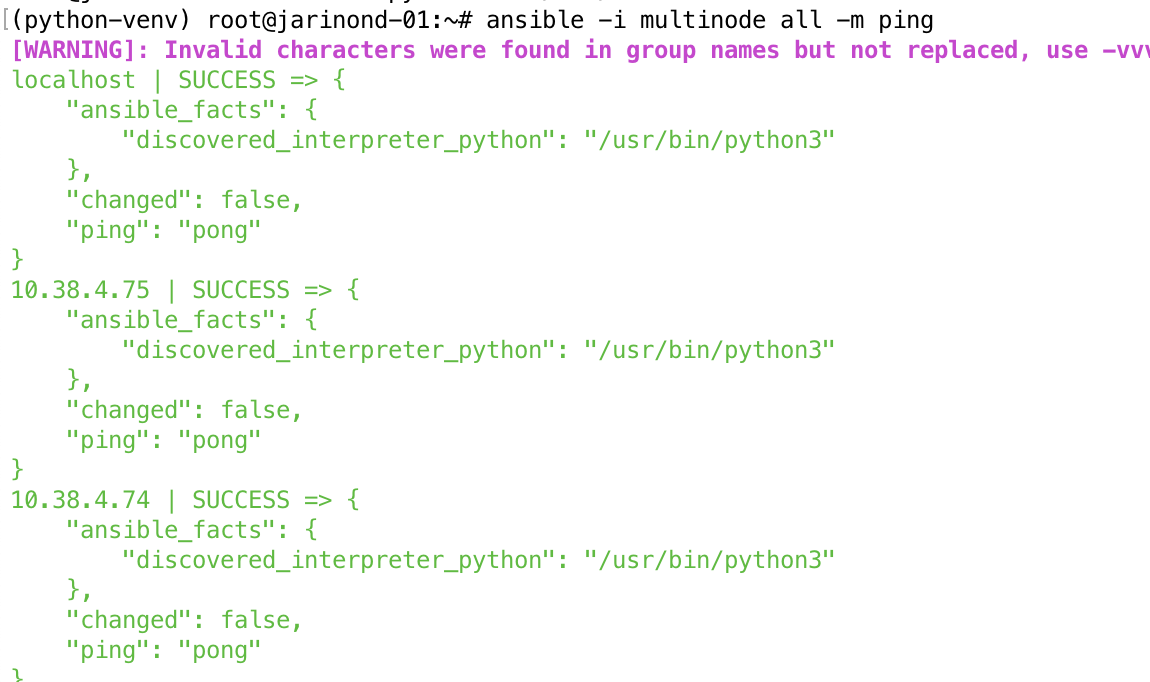 (python-venv) root@jarinond-01:~# ansible -i multinode all -m ping
[WARNING]: Invalid characters were found in group names but not replaced, use -vvv
localhost | SUCCESS => {
    "ansible_facts": {
        "discovered_interpreter_python": "/usr/bin/python3"
    },
    "changed": false,
    "ping": "pong"
}
10.38.4.75 | SUCCESS => {
    "ansible_facts": {
        "discovered_interpreter_python": "/usr/bin/python3"
    },
    "changed": false,
    "ping": "pong"
}
10.38.4.74 | SUCCESS => {
    "ansible_facts": {
        "discovered_interpreter_python": "/usr/bin/python3"
    },
    "changed": false,
    "ping": "pong"
}